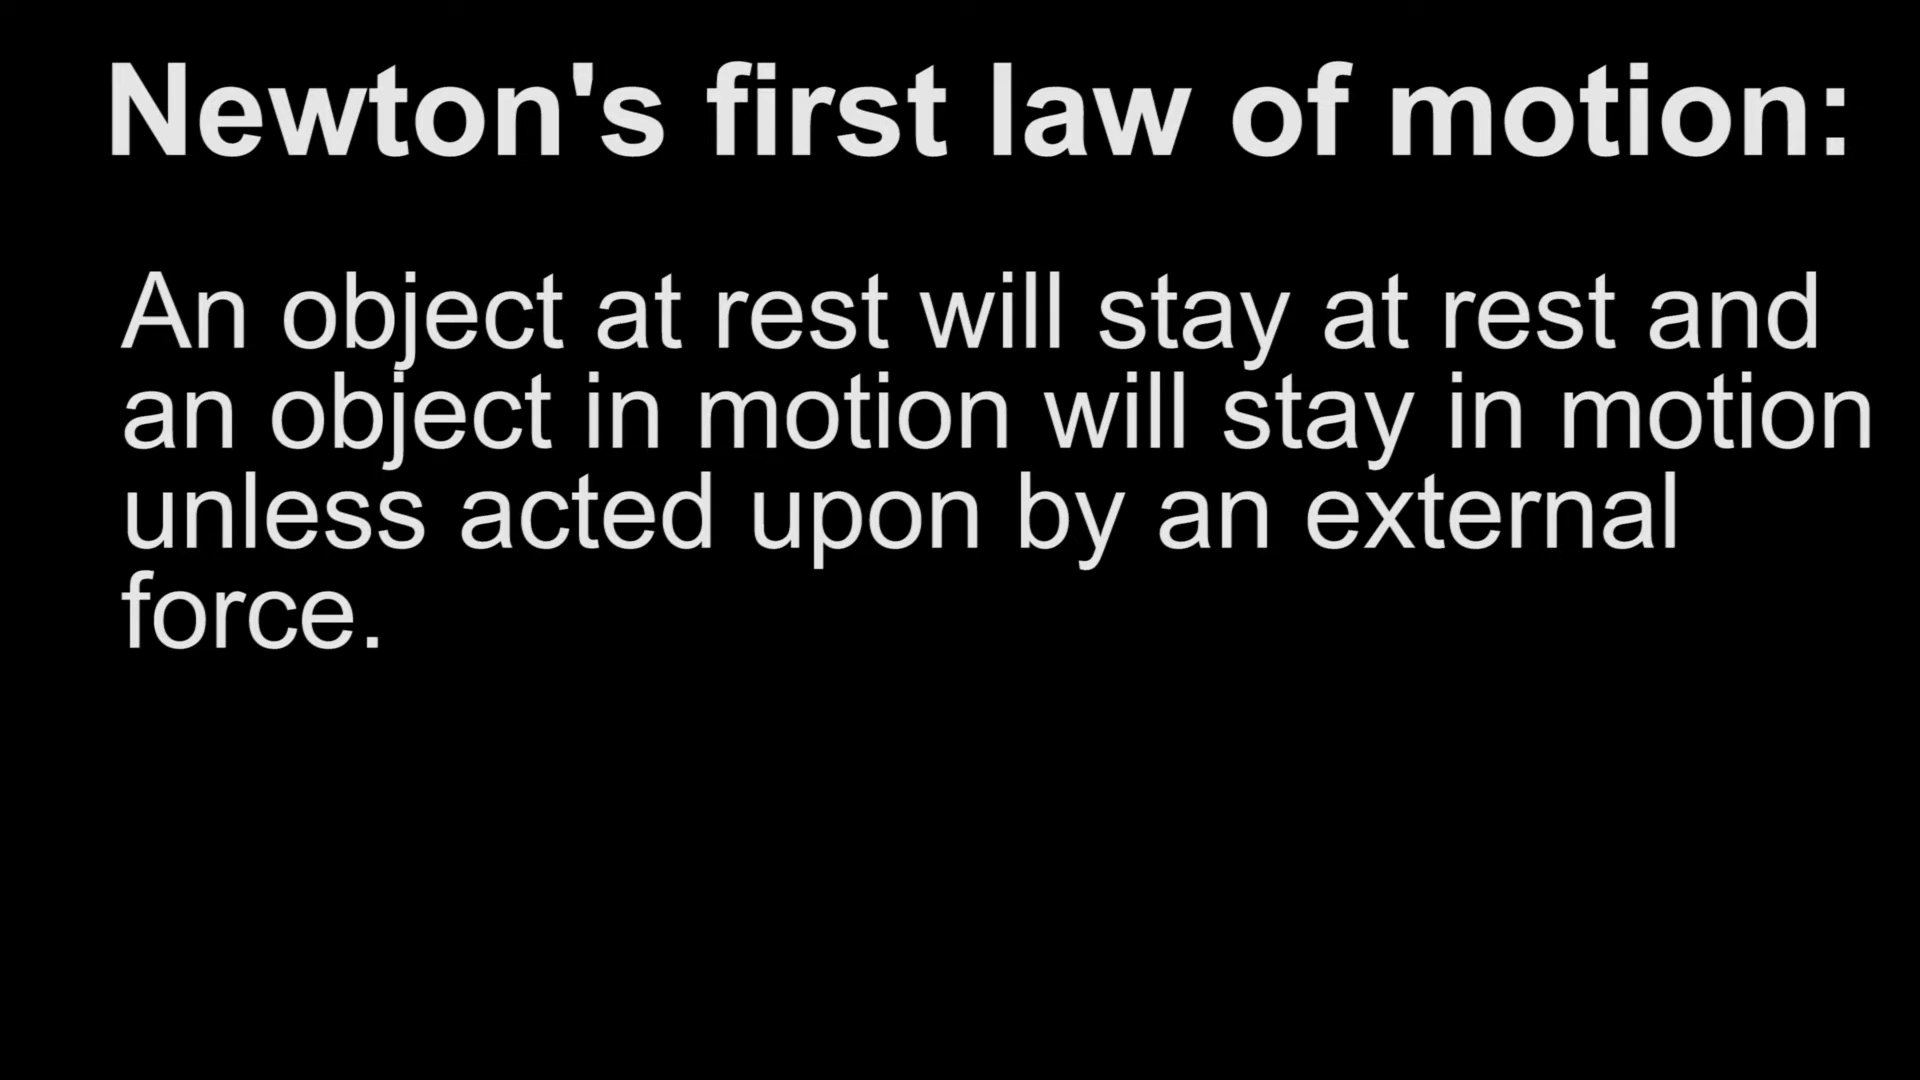 Newton's first law of motion:
An object at rest will stay at rest and
an object in motion will stay in motion
unless acted upon by an external
force.